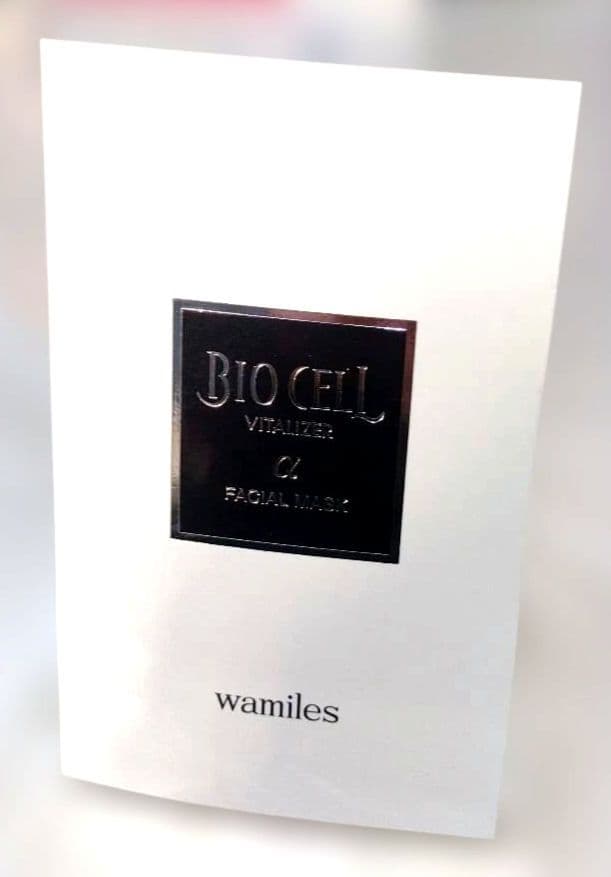 BIO CELL
VITALIZER
α
FACIAL MASK
wamiles